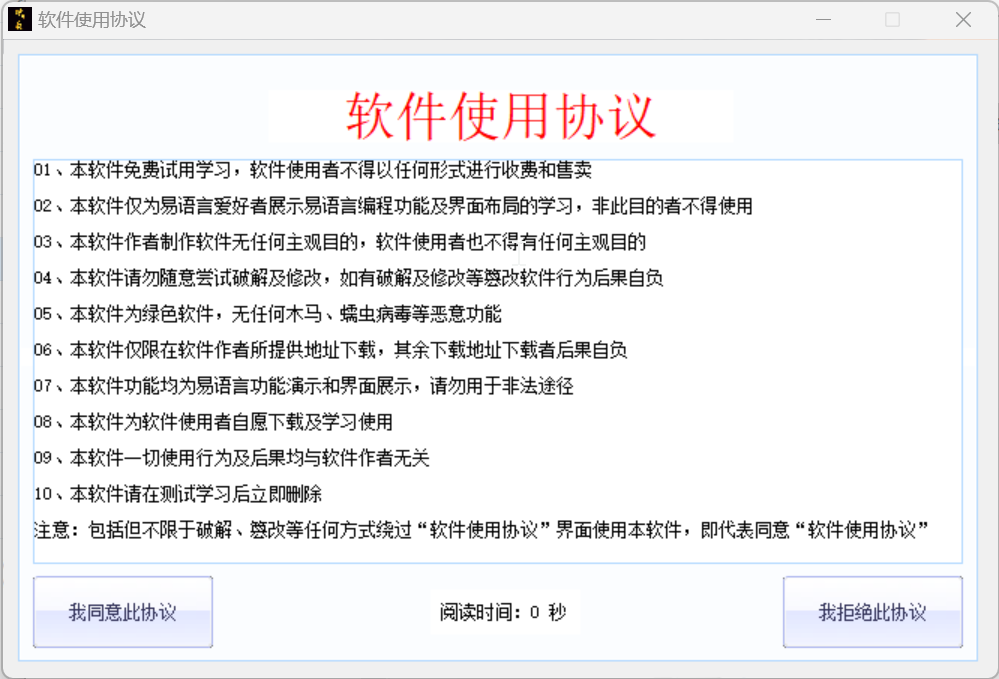 软件使用协议
软件使用协议
01、本软件免费试用学习，软件使用者不得以任何形式进行收费和售卖
02、本软件仅为易语言爱好者展示易语言编程功能及界面布局的学习，非此目的者不得使用
03、本软件作者制作软件无任何主观目的，软件使用者也不得有任何主观目的
04、本软件请勿随意尝试破解及修改，如有破解及修改等篡改软件行为后果自负
05、本软件为绿色软件，无任何木马、蠕虫病毒等恶意功能
06、本软件仅限在软件作者所提供地址下载，其余下载地址下载者后果自负
07、本软件功能均为易语言功能演示和界面展示，请勿用于非法途径
08、本软件为软件使用者自愿下载及学习使用
09、本软件一切使用行为及后果均与软件作者无关
10、本软件请在测试学习后立即删除
注意：包括但不限于破解、篡改等任何方式绕过“软件使用协议”界面使用本软件，即代表同意“软件使用协议”
我同意此协议
阅读时间：0 秒
我拒绝此协议